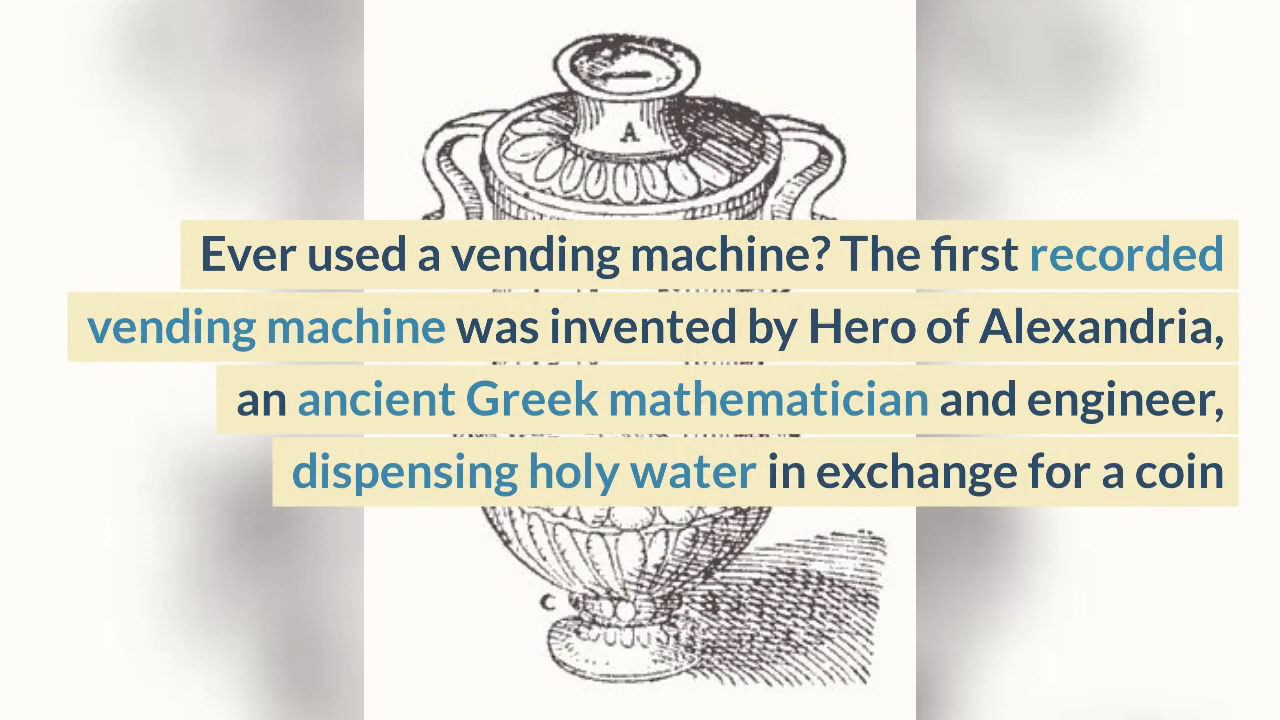 A
Ever used a vending machine? The first recorded
vending machine was invented by Hero of Alexandria,
an ancient Greek mathematician and engineer,
dispensing holy water in exchange for a coin
C